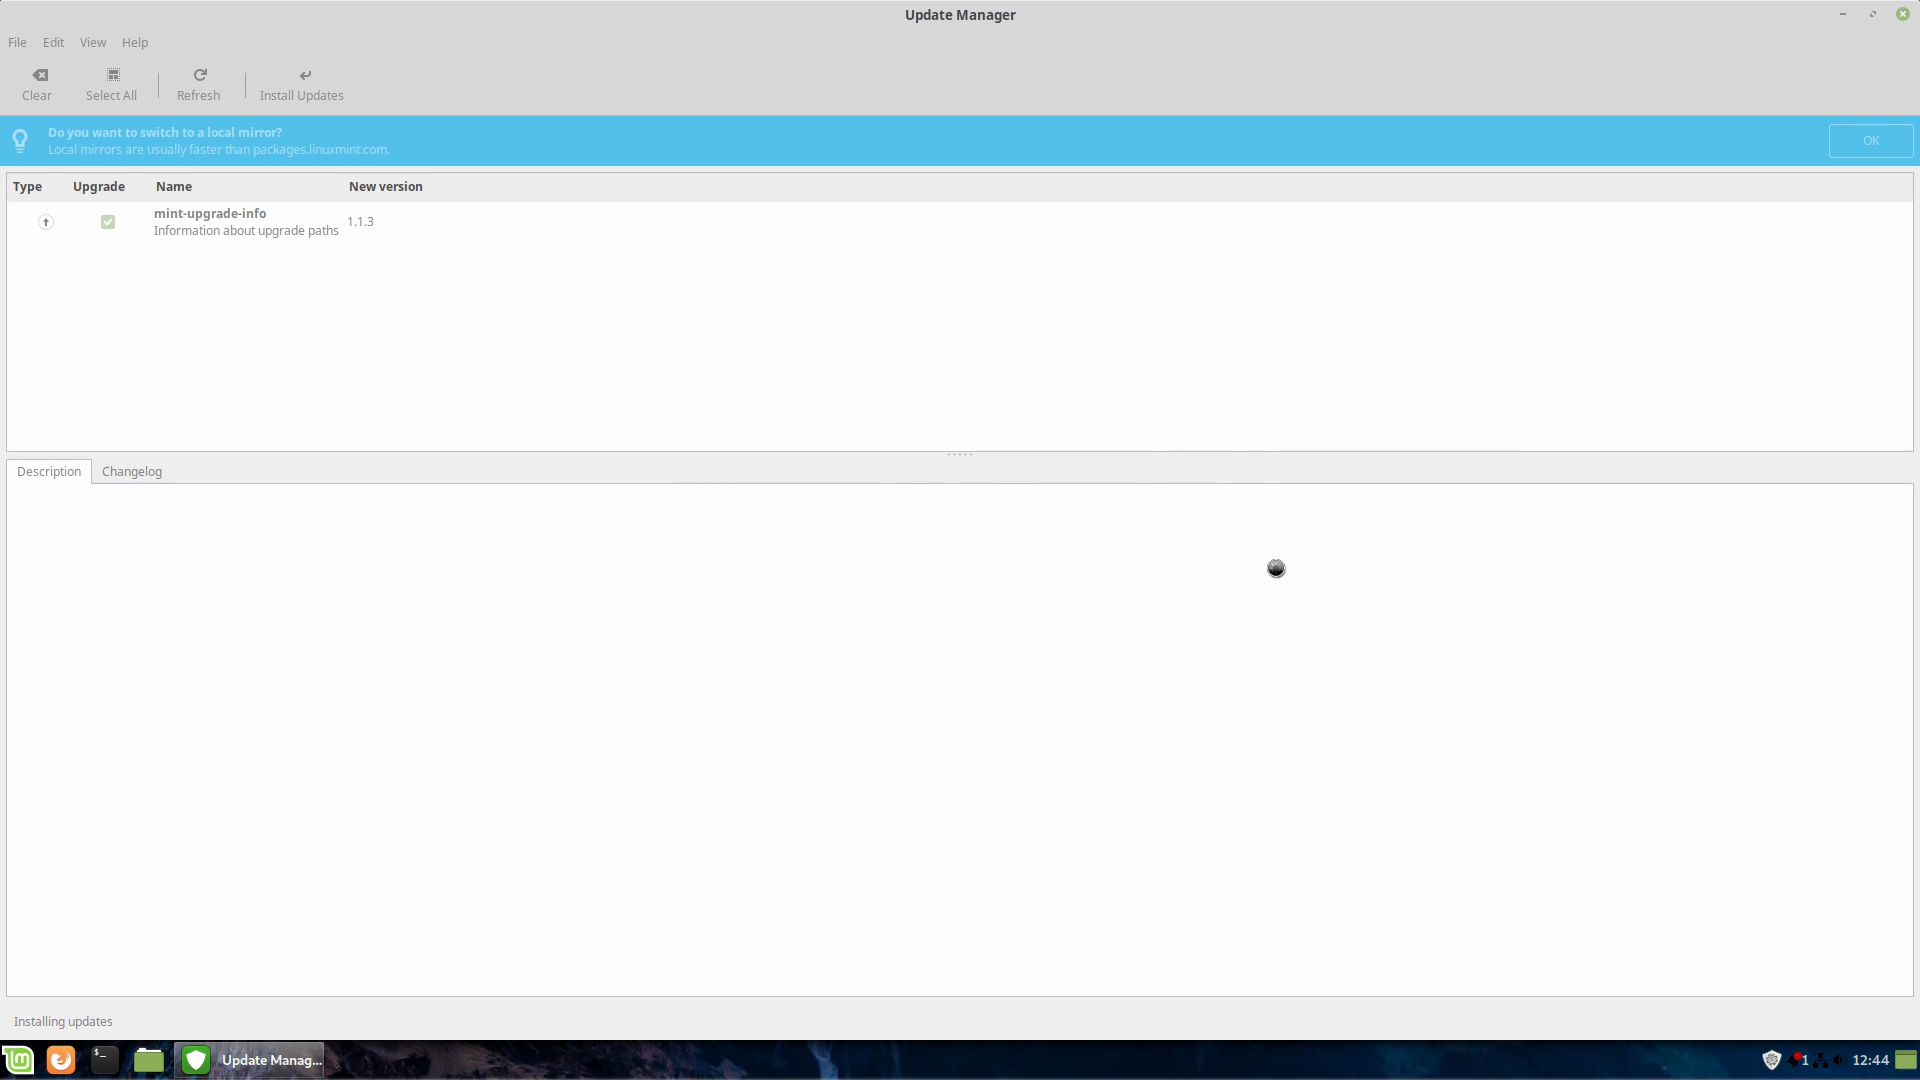 Update Manager
File Edit View Help
Clear Select All Refresh Install Updates
Do you want to switch to a local mirror?
Local mirrors are usually faster than packages.linuxmint.com.
OK
Type Upgrade Name New version
mint-upgrade-info
Information about upgrade paths
1.1.3
Description Changelog
Installing updates
Update Manag...
1
12:44